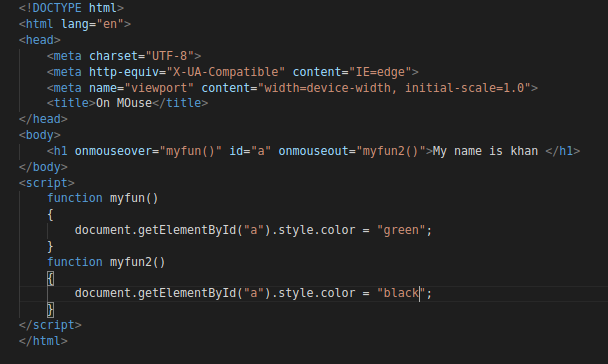 <!DOCTYPE html>
<html lang="en">
<head>
    <meta charset="UTF-8">
    <meta http-equiv="X-UA-Compatible" content="IE=edge">
    <meta name="viewport" content="width=device-width, initial-scale=1.0">
    <title>On MOuse</title>
</head>
<body>
    <h1 onmouseover="myfun()" id="a" onmouseout="myfun2()">My name is khan </h1>
</body>
<script>
    function myfun()
    {
        document.getElementById("a").style.color = "green";
    }
    function myfun2()
    {
        document.getElementById("a").style.color = "black";
    }
</script>
</html>